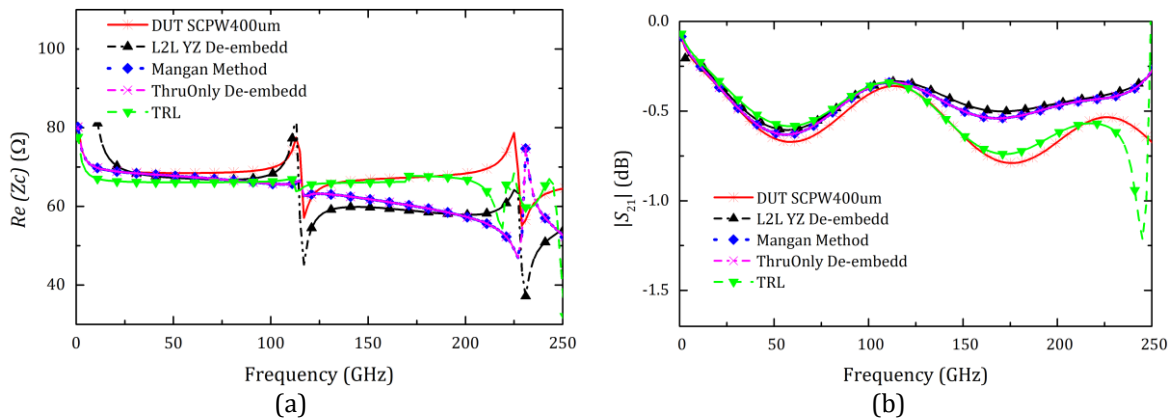 100
80
60
40
Re (Zc) (Ω)
DUT SCPW400um
L2L YZ De-embedd
Mangan Method
ThruOnly De-embedd
TRL
0 50 100 150 200 250
Frequency (GHz)
(a)
0.0
-0.5
-1.0
-1.5
|S21| (dB)
DUT SCPW400um
L2L YZ De-embedd
Mangan Method
ThruOnly De-embedd
TRL
0 50 100 150 200 250
Frequency (GHz)
(b)